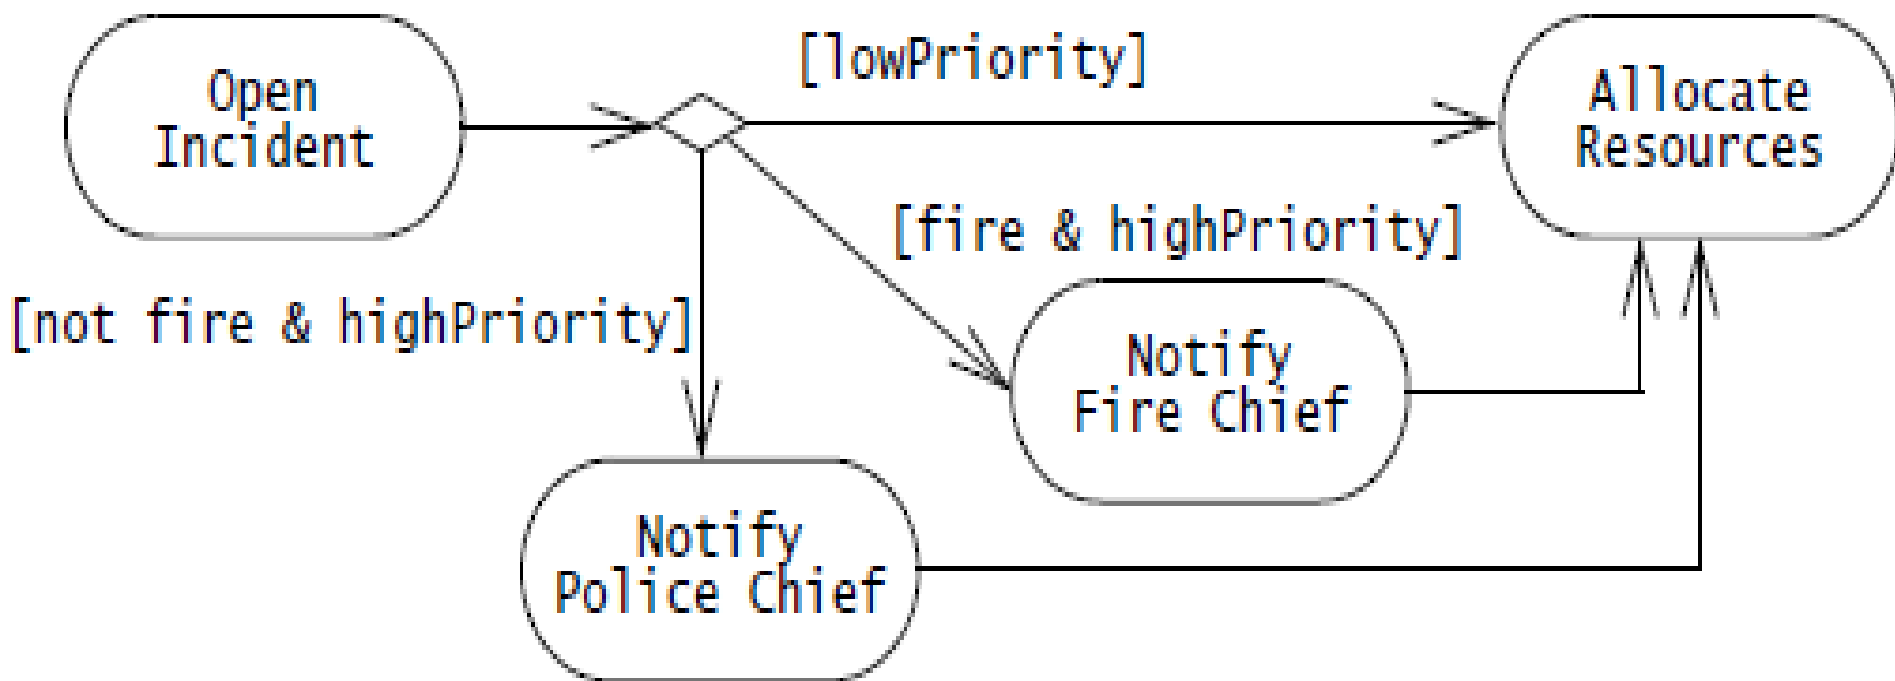 Open
Incident
[lowPriority]
Allocate
Resources
[fire & highPriority]
[not fire & highPriority]
Notify
Fire Chief
Notify
Police Chief